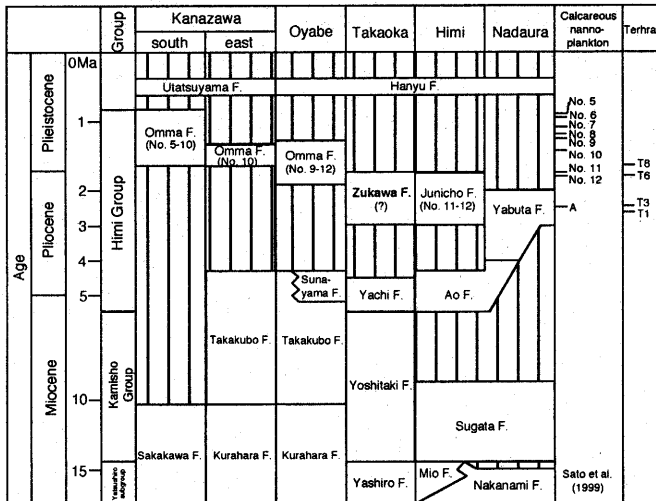 Age
Group
Kanazawa
south
east
Oyabe
Takaoka
Himi
Nadaura
Calcareous
nanno-
plankton
Terhra
Plieistocene
Pliocene
Miocene
0Ma
1
2
3
4
5
10
15
Himi Group
Kamisho
Group
Yatsushiro
subgroup
Utatsuyama F.
Hanyu F.
Omma F.
(No. 5-10)
Omma F.
(No. 10)
Omma F.
(No. 9-12)
Zukawa F.
(?)
Junicho F.
(No. 11-12)
Yabuta F.
Suna-
yama F.
Yachi F.
Ao F.
Takakubo F.
Takakubo F.
Yoshitaki F.
Sugata F.
Sakakawa F.
Kurahara F.
Kurahara F.
Yashiro F.
Mio F.
Nakanami F.
No. 5
No. 6
No. 7
No. 8
No. 9
No. 10
No. 11
No. 12
A
T8
T6
T3
T1
Sato et al.
(1999)